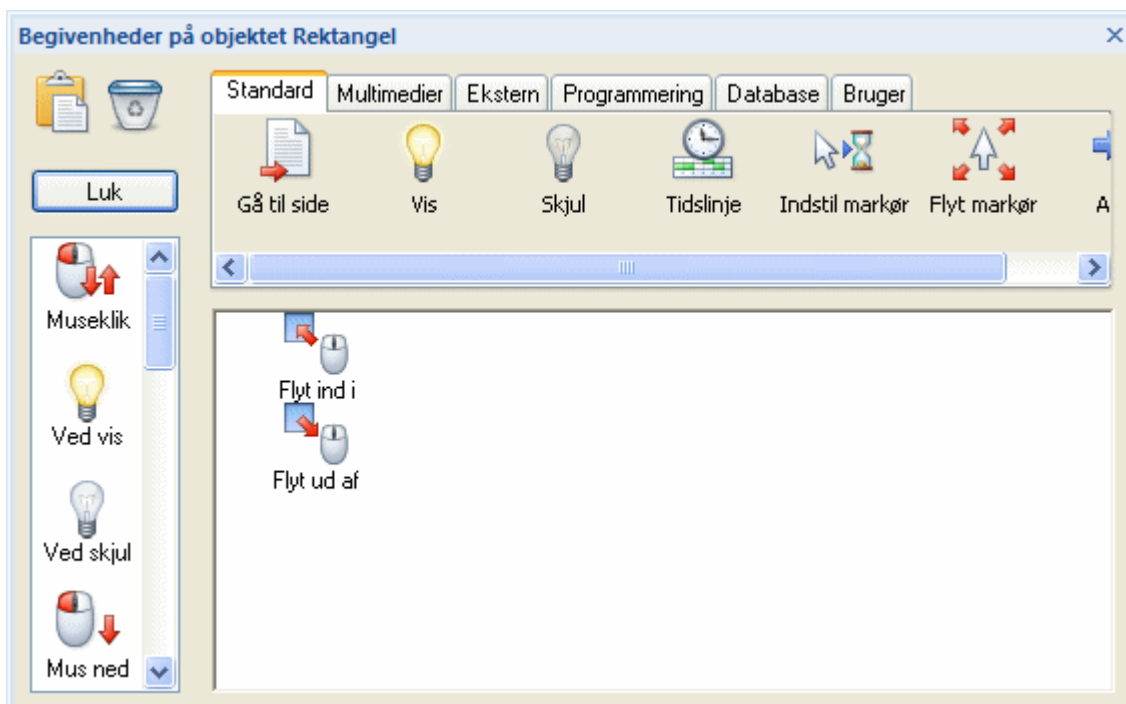 Begivenheder på objektet Rektangel
Standard Multimedier Ekstern Programmering Database Bruger
Gå til side Vis Skjul Tidslinje Indstil markør Flyt markør A
Luk
Museklik
Ved vis
Ved skjul
Mus ned
Flyt ind i
Flyt ud af